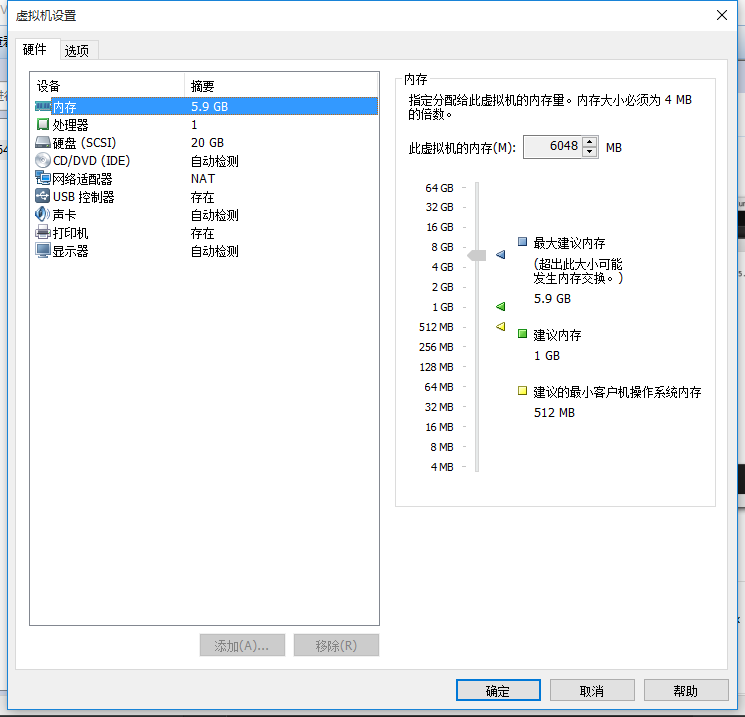 虚拟机设置
硬件 选项
设备 摘要
内存 5.9 GB
处理器 1
硬盘 (SCSI) 20 GB
CD/DVD (IDE) 自动检测
网络适配器 NAT
USB 控制器 存在
声卡 自动检测
打印机 存在
显示器 自动检测
添加(A)... 移除(R)
内存
指定分配给此虚拟机的内存量。内存大小必须为 4 MB
的倍数。
此虚拟机的内存(M): 6048 MB
64 GB
32 GB
16 GB
8 GB
4 GB
2 GB
1 GB
512 MB
256 MB
128 MB
64 MB
32 MB
16 MB
8 MB
4 MB
最大建议内存
(超出此大小可能
发生内存交换。)
5.9 GB
建议内存
1 GB
建议的最小客户机操作系统内存
512 MB
确定 取消 帮助